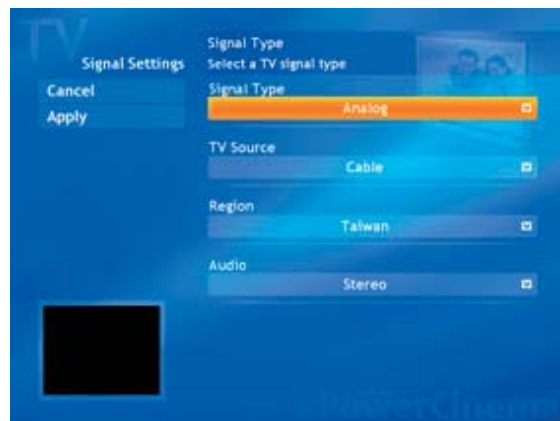 TV
Signal Settings
Cancel
Apply
Signal Type
Select a TV signal type
Signal Type
Analog
TV Source
Cable
Region
Taiwan
Audio
Stereo
PowerCinema